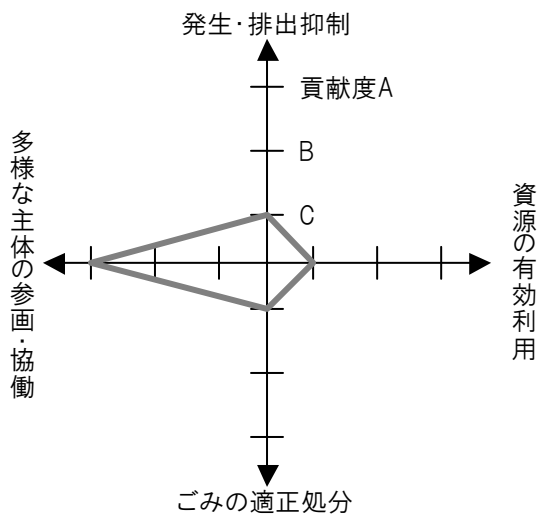 発生・排出抑制
貢献度A
B
C
多様な主体の参画・協働
資源の有効利用
ごみの適正処分